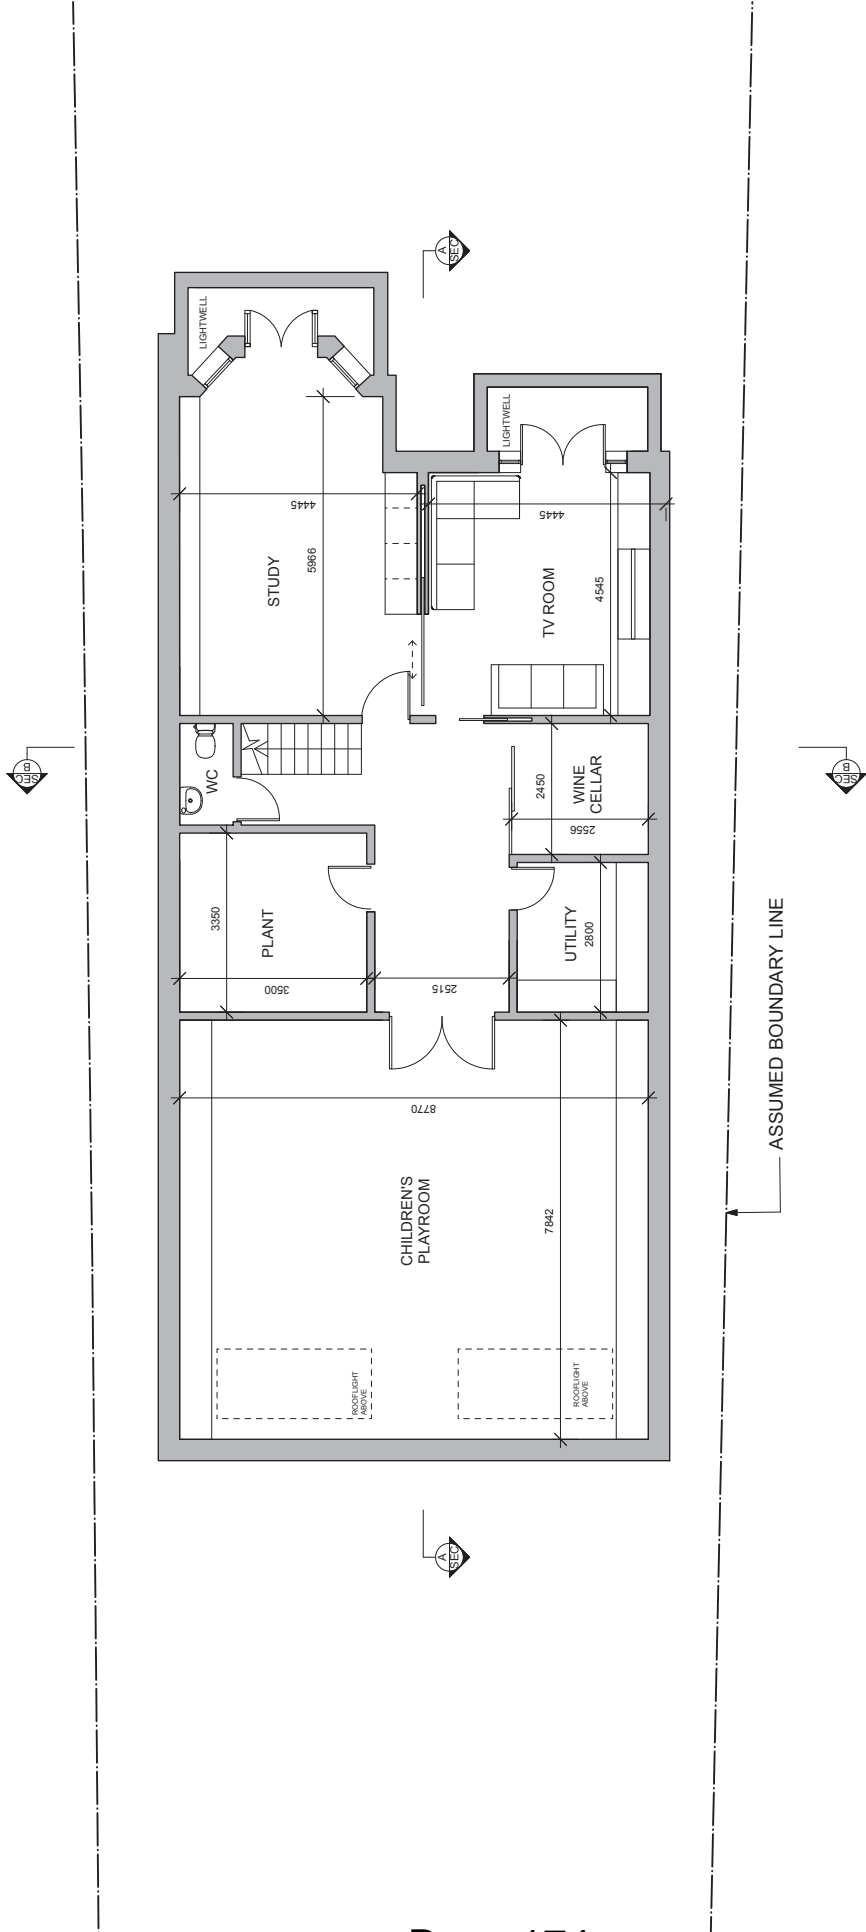 A
SEC
LIGHTWELL
LIGHTWELL
4445
4445
5966
STUDY
TV ROOM
4545
B
SEC
B
SEC
WC
2450
WINE
CELLAR
2556
3350
PLANT
UTILITY
2800
3500
2515
ASSUMED BOUNDARY LINE
8770
CHILDREN'S
PLAYROOM
7842
ROOFLIGHT
ABOVE
ROOFLIGHT
ABOVE
A
SEC